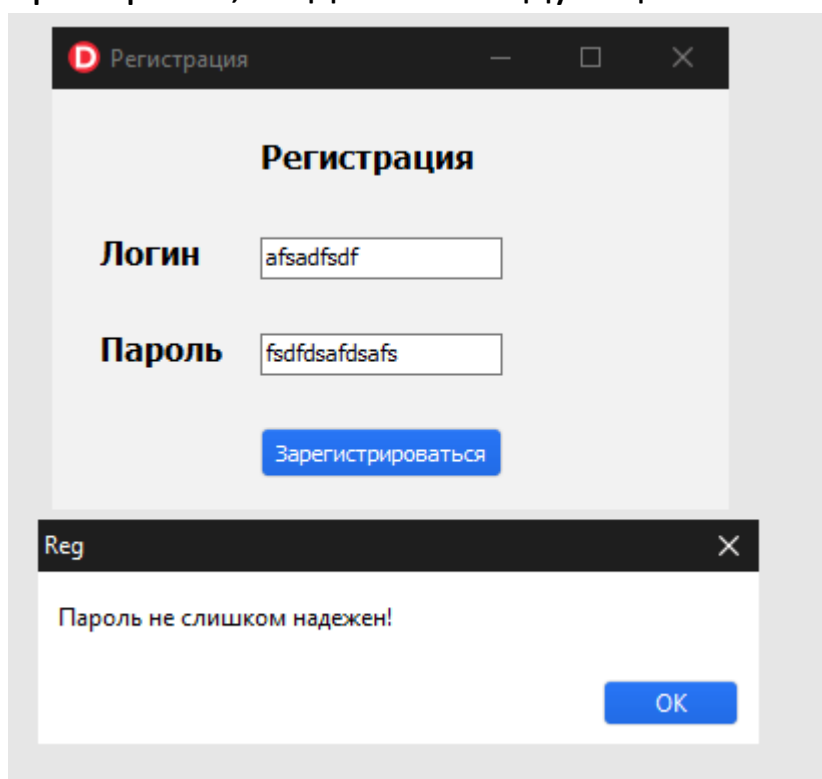 Регистрация
Регистрация
Логин
afsadfsdf
Пароль
fsdfdsafdsafs
Зарегистрироваться
Reg
Пароль не слишком надежен!
OK